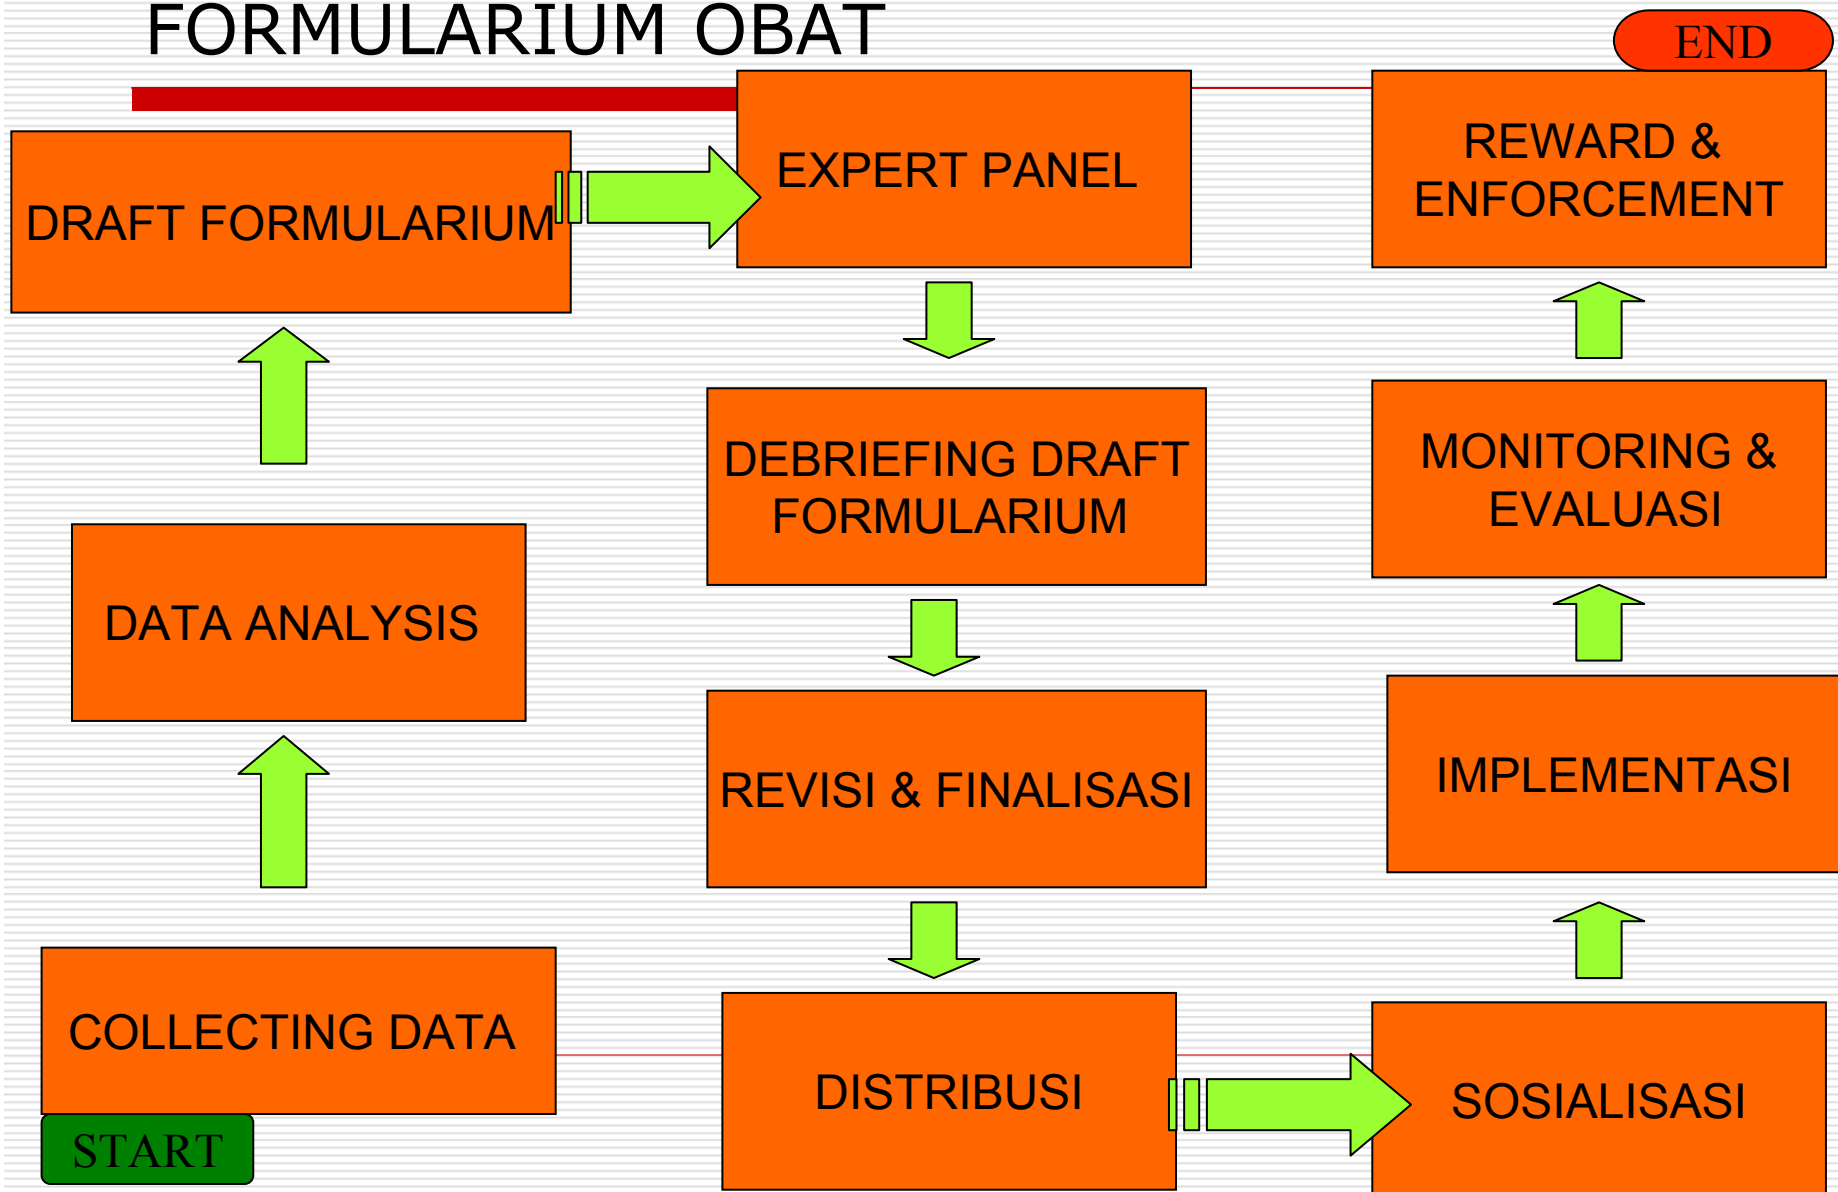 FORMULARIUM OBAT
END
DRAFT FORMULARIUM
EXPERT PANEL
REWARD &
ENFORCEMENT
DATA ANALYSIS
DEBRIEFING DRAFT
FORMULARIUM
MONITORING &
EVALUASI
REVISI & FINALISASI
IMPLEMENTASI
COLLECTING DATA
START
DISTRIBUSI
SOSIALISASI